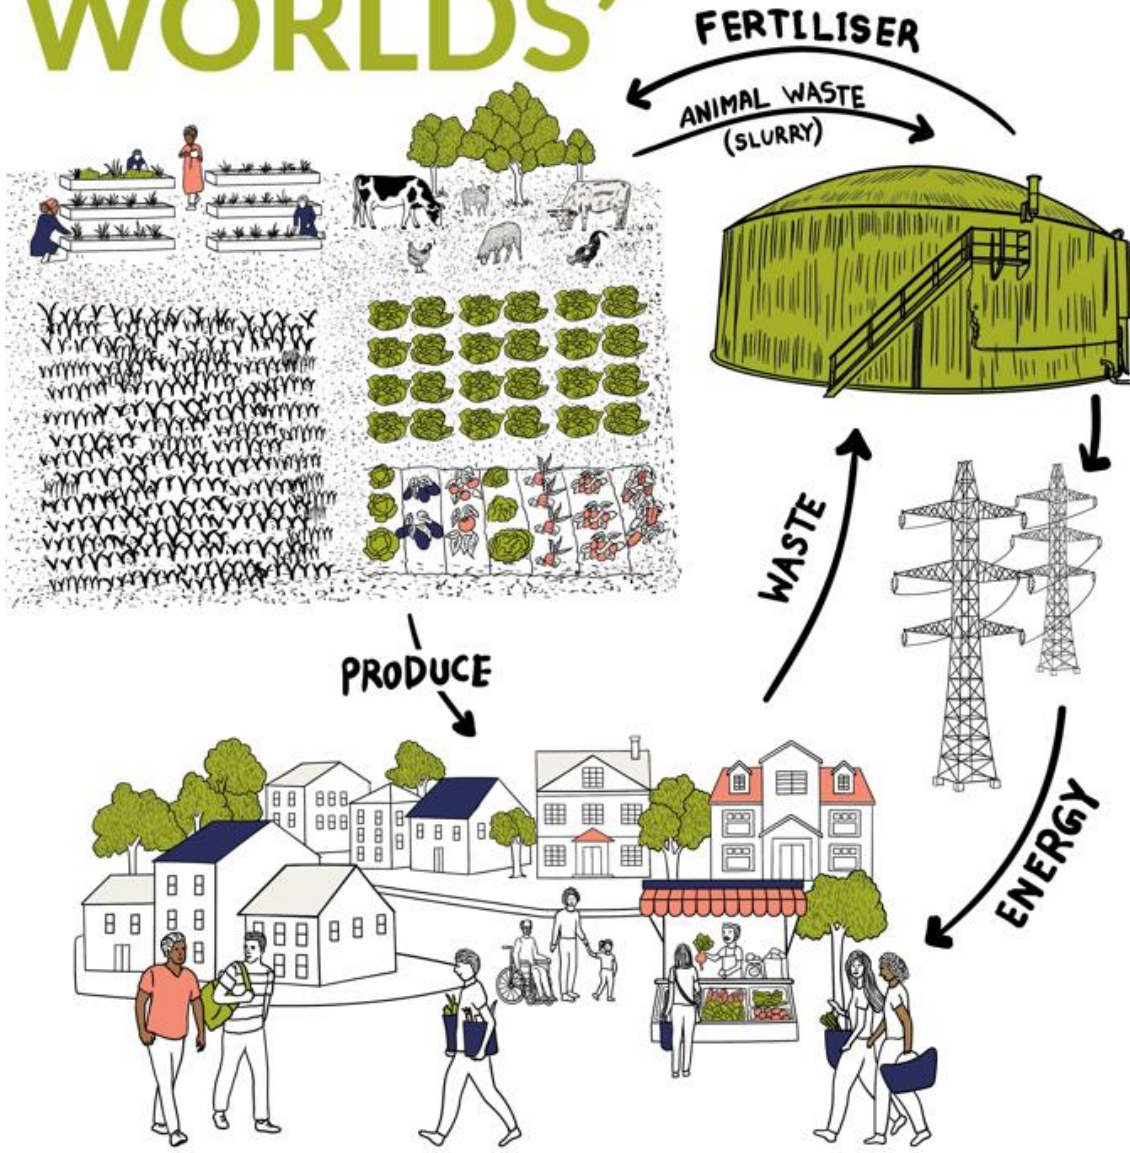 WORLDS’
FERTILISER
ANIMAL WASTE
(SLURRY)
WASTE
PRODUCE
ENERGY